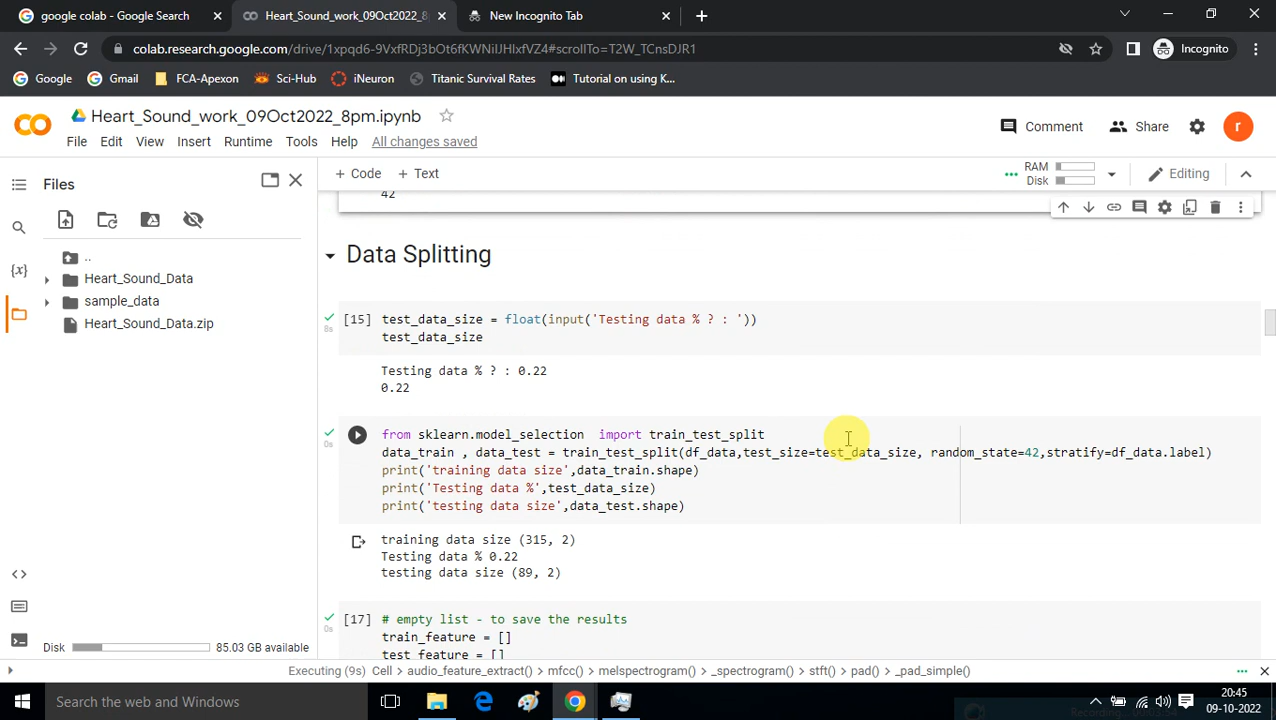 google colab - Google Search
Heart_Sound_work_09Oct2022_8p
New Incognito Tab
colab.research.google.com/drive/1xpqd6-9VxfRDj3bOt6fKWNilJHIxfVZ4#scrollTo=T2W_TCnsDJR1
Incognito
Google
Gmail
FCA-Apexon
Sci-Hub
iNeuron
Titanic Survival Rates
Tutorial on using K...
Heart_Sound_work_09Oct2022_8pm.ipynb
File Edit View Insert Runtime Tools Help All changes saved
Comment
Share
r
Files
+ Code + Text
RAM
Disk
Editing
42
..
Heart_Sound_Data
sample_data
Heart_Sound_Data.zip
Data Splitting
[15] test_data_size = float(input('Testing data % ? : '))
8s
test_data_size
Testing data % ? : 0.22
0.22
from sklearn.model_selection  import train_test_split
0s
data_train , data_test = train_test_split(df_data,test_size=test_data_size, random_state=42,stratify=df_data.label)
print('training data size',data_train.shape)
print('Testing data %',test_data_size)
print('testing data size',data_test.shape)
training data size (315, 2)
Testing data % 0.22
testing data size (89, 2)
[17] # empty list - to save the results
0s
train_feature = []
test_feature = []
Disk
85.03 GB available
Executing (9s) Cell > audio_feature_extract() > mfcc() > melspectrogram() > _spectrogram() > stft() > pad() > _pad_simple()
Search the web and Windows
20:45
09-10-2022